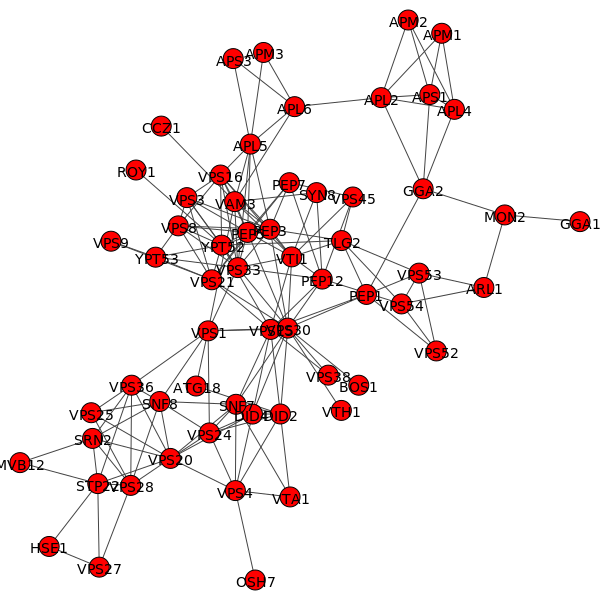 APM2
APM1
APS3
APM3
APL2
APS1
APL4
APL6
CCZ1
APL5
ROY1
VPS16
PEP7
SYN8
VPS45
VPS3
VAM3
GGA2
MON2
GGA1
VPS8
PEP5
PEP3
VPS9
YPT52
TLG2
YPT53
VTI1
VPS33
VPS21
PEP12
VPS53
ARL1
PEP1
VPS54
VPS1
VPS30
VPS52
VPS38
BOS1
VPS36
ATG18
SNF8
SNF7
VTH1
VPS25
DID4
DID2
SRN2
VPS24
MVB12
VPS20
STP22
VPS28
VPS4
VTA1
HSE1
VPS27
OSH7